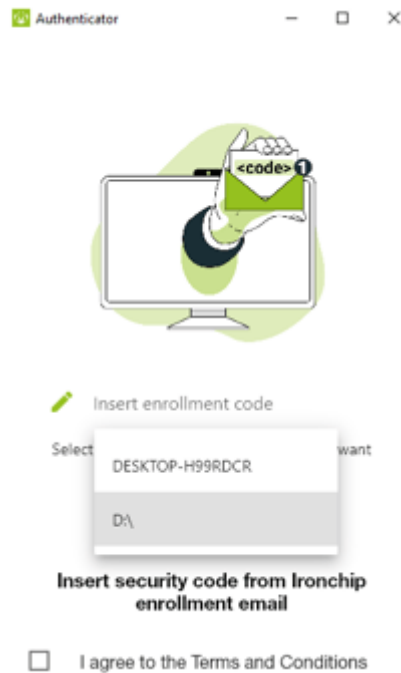 Authenticator
<code> 1
Insert enrollment code
Select want
DESKTOP-H99RDCR
D:\
Insert security code from Ironchip
enrollment email
I agree to the Terms and Conditions